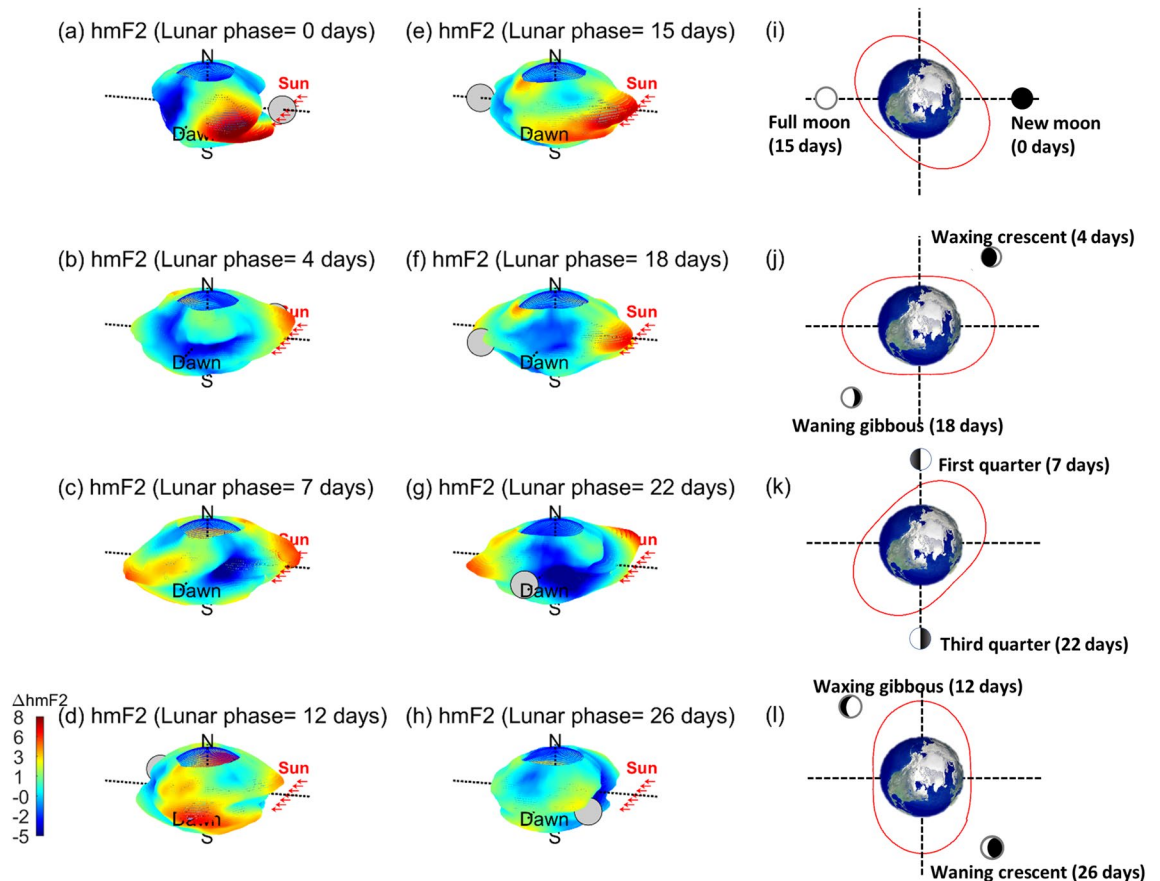 (a) hmF2 (Lunar phase= 0 days)
N
Sun
Dawn
S
(e) hmF2 (Lunar phase= 15 days)
N
Sun
Dawn
S
(i)
Full moon
(15 days)
New moon
(0 days)
(b) hmF2 (Lunar phase= 4 days)
N
Sun
Dawn
S
(f) hmF2 (Lunar phase= 18 days)
N
Sun
Dawn
S
Waxing crescent (4 days)
(j)
Waning gibbous (18 days)
(c) hmF2 (Lunar phase= 7 days)
N
Sun
Dawn
S
(g) hmF2 (Lunar phase= 22 days)
N
Sun
Dawn
S
First quarter (7 days)
(k)
Third quarter (22 days)
ΔhmF2
8
6
3
1
-0
-2
-5
(d) hmF2 (Lunar phase= 12 days)
N
Sun
Dawn
S
(h) hmF2 (Lunar phase= 26 days)
N
Sun
Dawn
S
Waxing gibbous (12 days)
(l)
Waning crescent (26 days)